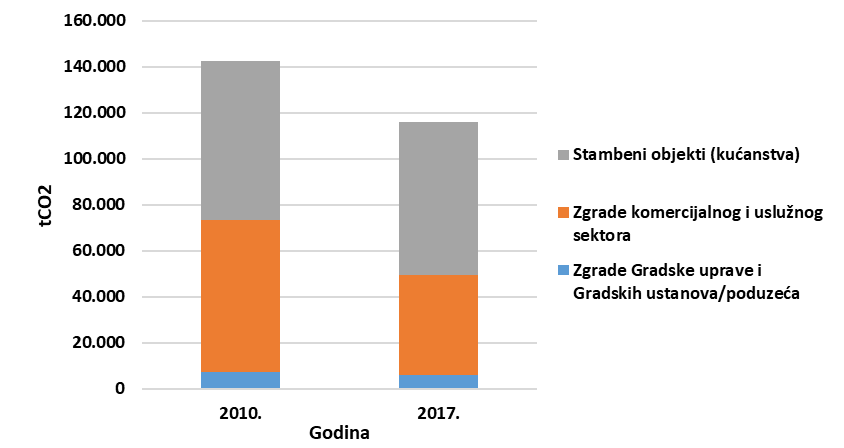 160.000
140.000
120.000
100.000
80.000
60.000
40.000
20.000
0
tCO2
2010.
2017.
Godina
Stambeni objekti (kućanstva)
Zgrade komercijalnog i uslužnog
sektora
Zgrade Gradske uprave i
Gradskih ustanova/poduzeća